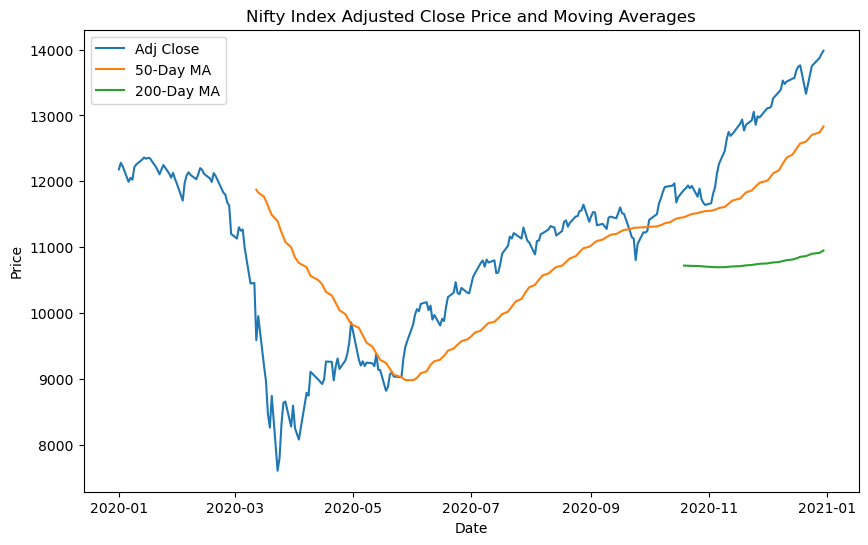 Nifty Index Adjusted Close Price and Moving Averages
Adj Close
50-Day MA
200-Day MA
14000
13000
12000
11000
10000
9000
8000
Price
2020-01
2020-03
2020-05
2020-07
2020-09
2020-11
2021-01
Date